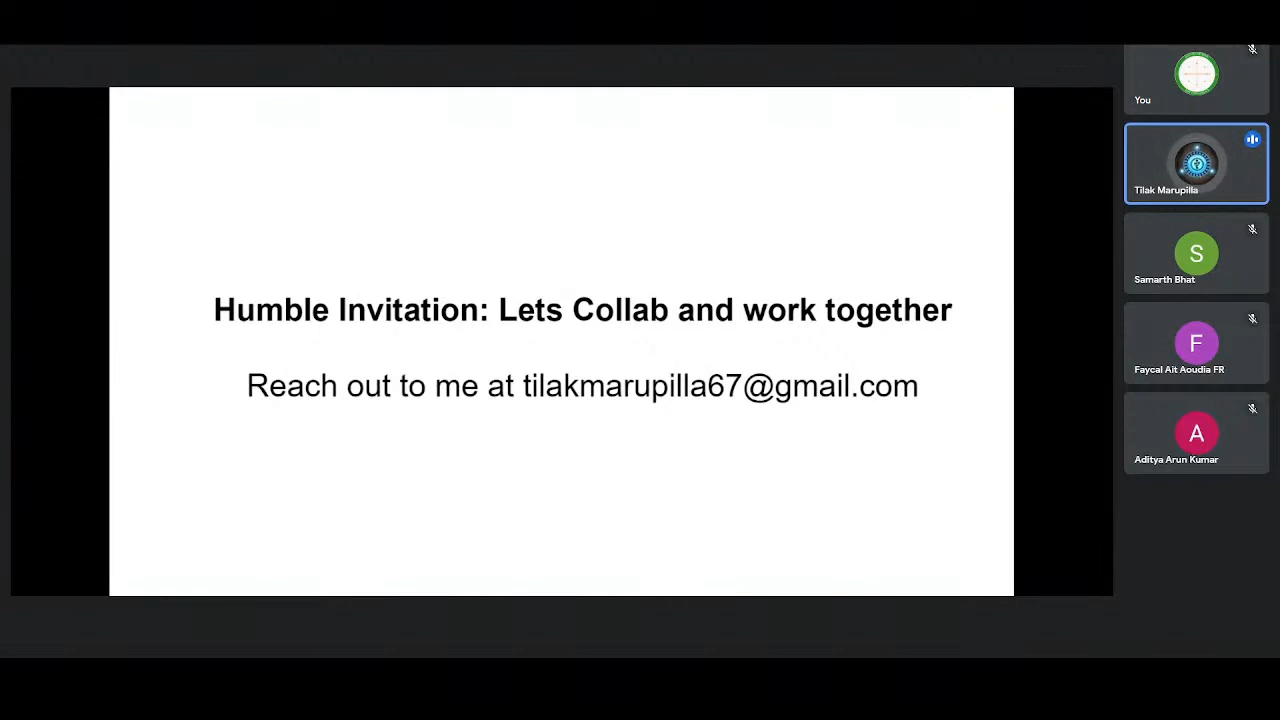 You
Tilak Marupilla
Humble Invitation: Lets Collab and work together
Reach out to me at tilakmarupilla67@gmail.com
S
Samarth Bhat
F
Faycal Ait Aoudia FR
A
Aditya Arun Kumar